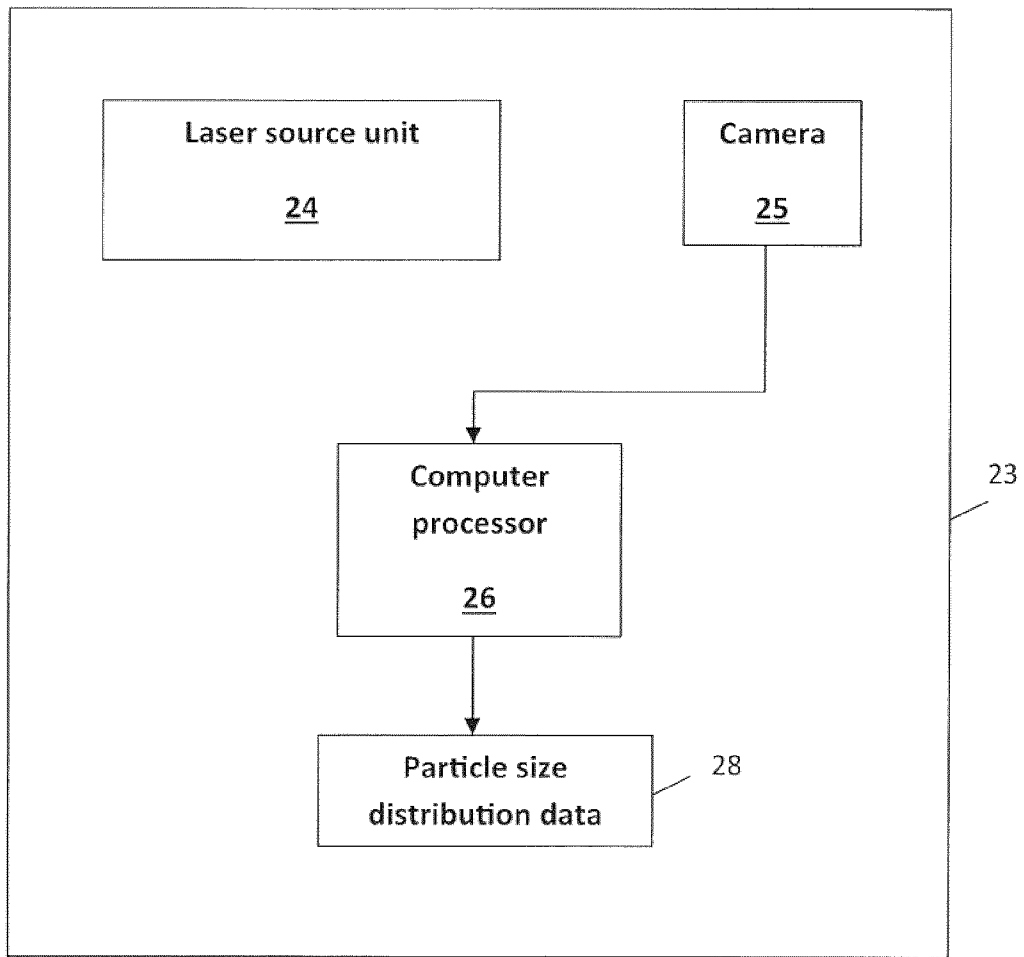 Laser source unit
24
Camera
25
Computer
processor
26
23
Particle size
distribution data
28